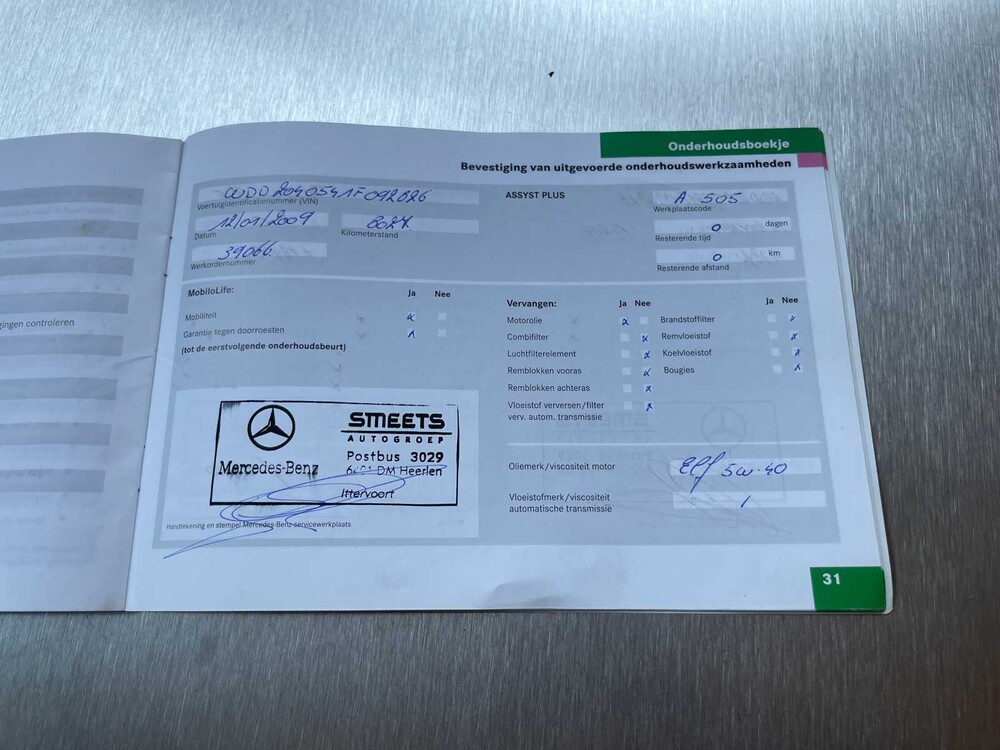 Onderhoudsboekje
Bevestiging van uitgevoerde onderhoudswerkzaamheden
WDD2040541F092826
Voertuigidentificatienummer (VIN)
12/01/2009
Datum
8027
Kilometerstand
39066
Werkordernummer
ASSYST PLUS
A 505
Werkplaatscode
0 dagen
Resterende tijd
0 km
Resterende afstand
gingen controleren
MobiloLife:
Ja Nee
Mobiliteit
Garantie tegen doorroesten
(tot de eerstvolgende onderhoudsbeurt)
Vervangen:
Ja Nee
Motorolie
Combifilter
Luchtfilterelement
Remblokken vooras
Remblokken achteras
Vloeistof verversen/filter
verv. autom. transmissie
Ja Nee
Brandstoffilter
Remvloeistof
Koelvloeistof
Bougies
Mercedes-Benz
SMEETS
AUTOGROEP
Postbus 3029
DM Heerlen
Ittervoort
Handtekening en stempel Mercedes-Benz-servicewerkplaats
Oliemerk/viscositeit motor
Elf 5W-40
Vloeistofmerk/viscositeit
automatische transmissie
/
31